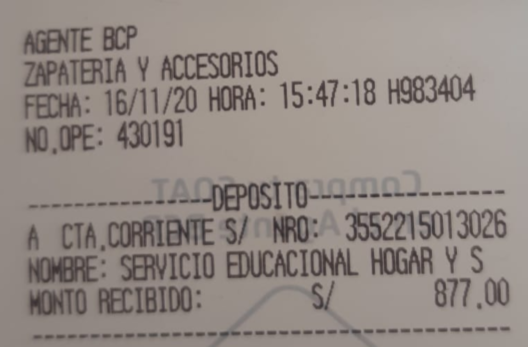 AGENTE BCP
ZAPATERIA Y ACCESORIOS
FECHA: 16/11/20 HORA: 15:47:18 H983404
NO.OPE: 430191
----------------DEPOSITO----------------
A CTA.CORRIENTE S/ NRO: 3552215013026
NOMBRE: SERVICIO EDUCACIONAL HOGAR Y S
MONTO RECIBIDO: S/ 877.00
----------------------------------------